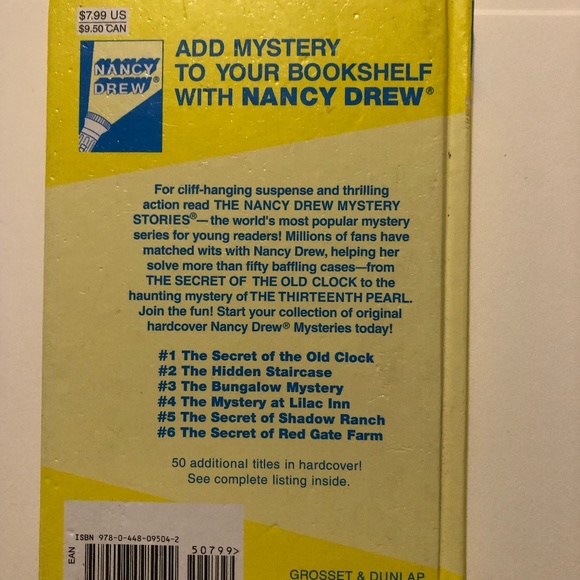 $7.99 US
$9.50 CAN
NANCY
DREW®
ADD MYSTERY
TO YOUR BOOKSHELF
WITH NANCY DREW®
For cliff-hanging suspense and thrilling
action read THE NANCY DREW MYSTERY
STORIES®—the world's most popular mystery
series for young readers! Millions of fans have
matched wits with Nancy Drew, helping her
solve more than fifty baffling cases—from
THE SECRET OF THE OLD CLOCK to the
haunting mystery of THE THIRTEENTH PEARL.
Join the fun! Start your collection of original
hardcover Nancy Drew® Mysteries today!
#1 The Secret of the Old Clock
#2 The Hidden Staircase
#3 The Bungalow Mystery
#4 The Mystery at Lilac Inn
#5 The Secret of Shadow Ranch
#6 The Secret of Red Gate Farm
50 additional titles in hardcover!
See complete listing inside.
ISBN 978-0-448-09504-2
50799>
EAN
GROSSET & DUNLAP